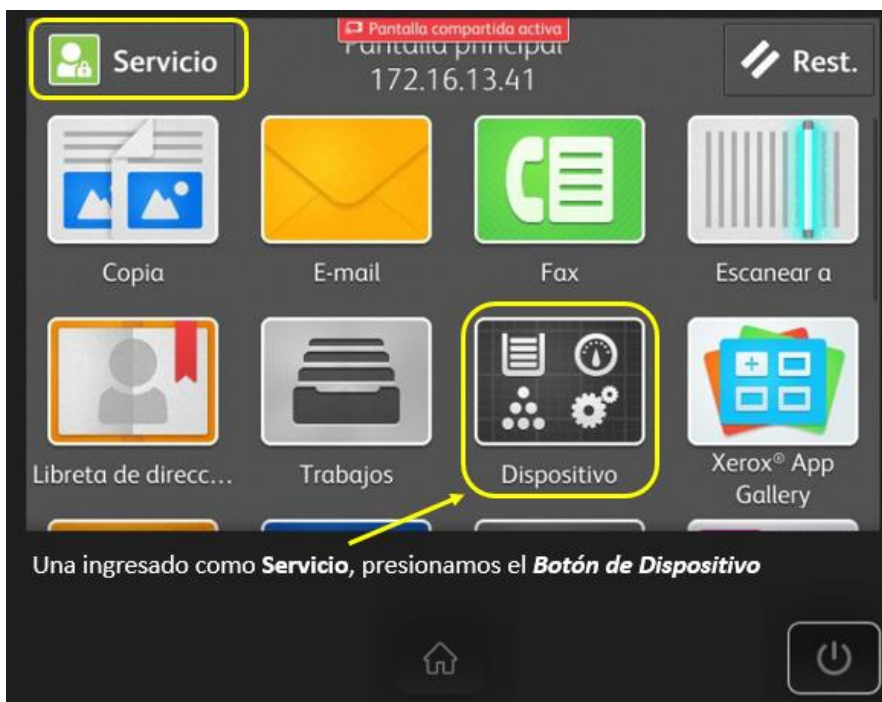 Servicio
Pantalla compartida activa
Pantalla principal
172.16.13.41
Rest.
Copia
E-mail
Fax
Escanear a
Libreta de direcc...
Trabajos
Dispositivo
Xerox® App
Gallery
Una ingresado como Servicio, presionamos el Botón de Dispositivo